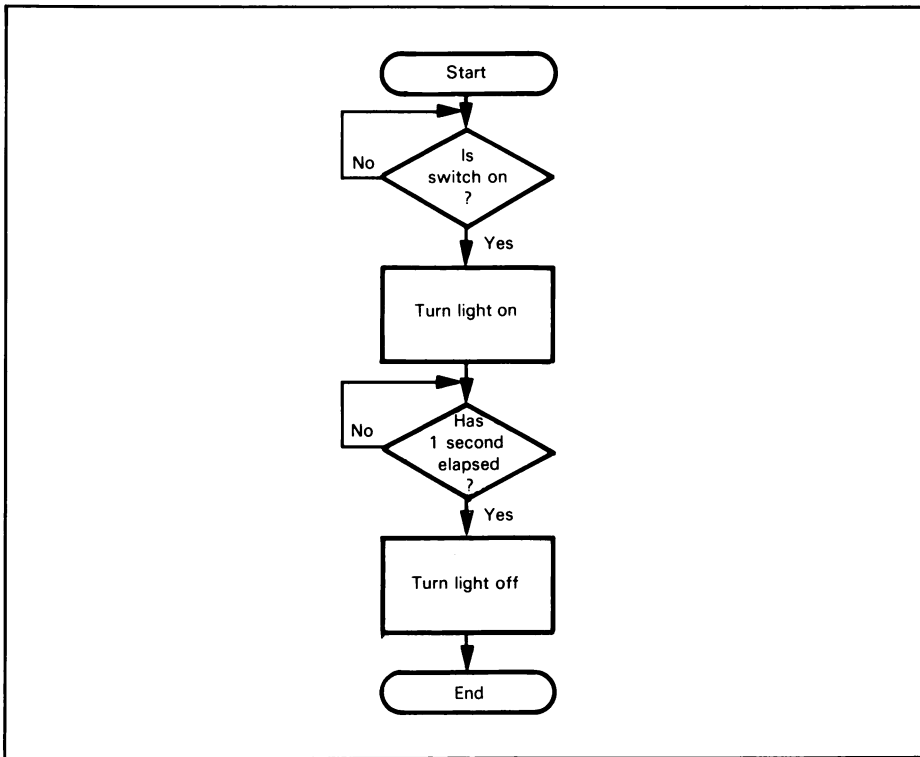 Start
No
Is
switch on
?
Yes
Turn light on
No
Has
1 second
elapsed
?
Yes
Turn light off
End